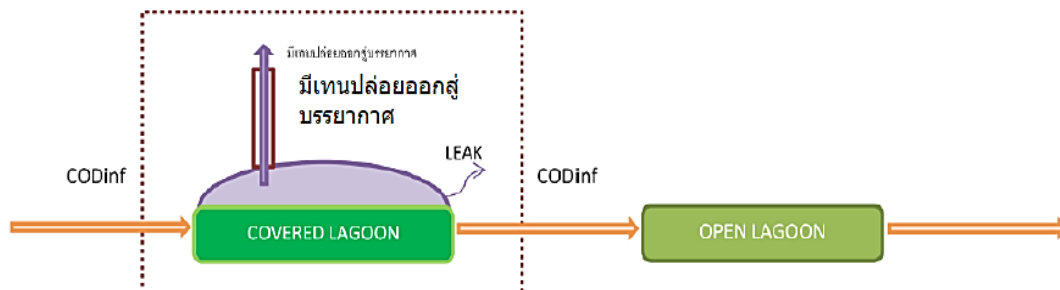 มีเทนปล่อยออกสู่บรรยากาศ
มีเทนปล่อยออกสู่
บรรยากาศ
LEAK
CODinf
CODinf
COVERED LAGOON
OPEN LAGOON